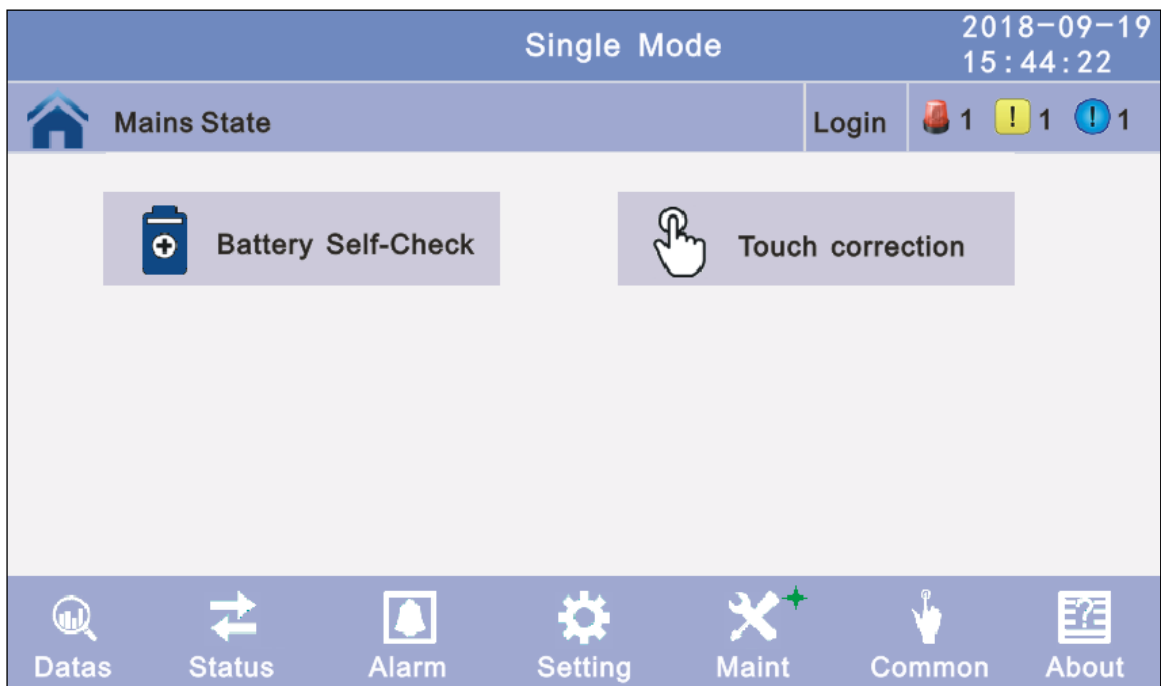 Single Mode
2018-09-19
15:44:22
Mains State
Login
1
1
1
Battery Self-Check
Touch correction
Datas
Status
Alarm
Setting
Maint
Common
About